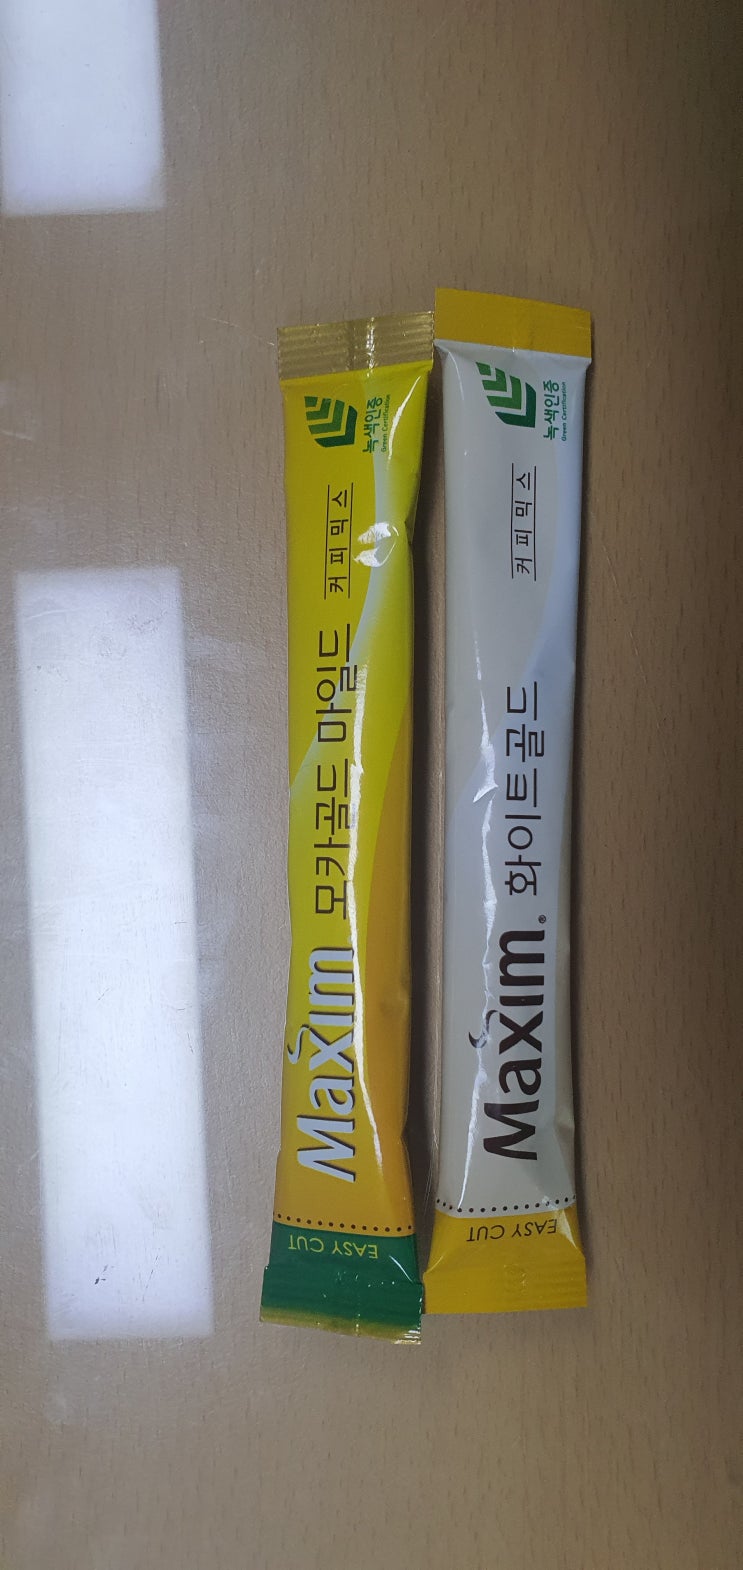 Maxim 모카골드 마일드
커피믹스
녹색인증
Green Certification
EASY CUT
Maxim® 화이트골드
커피믹스
녹색인증
Green Certification
EASY CUT